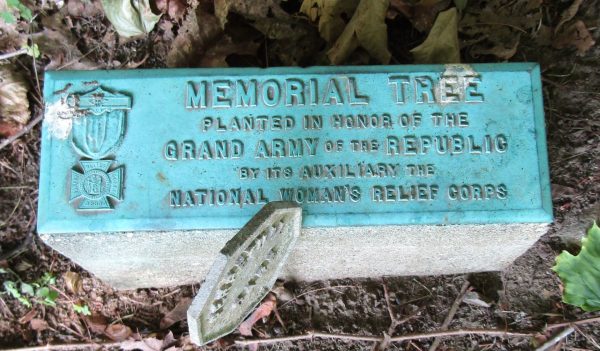 MEMORIAL TREE
PLANTED IN HONOR OF THE
GRAND ARMY OF THE REPUBLIC
BY ITS AUXILIARY THE
NATIONAL WOMAN'S RELIEF CORPS